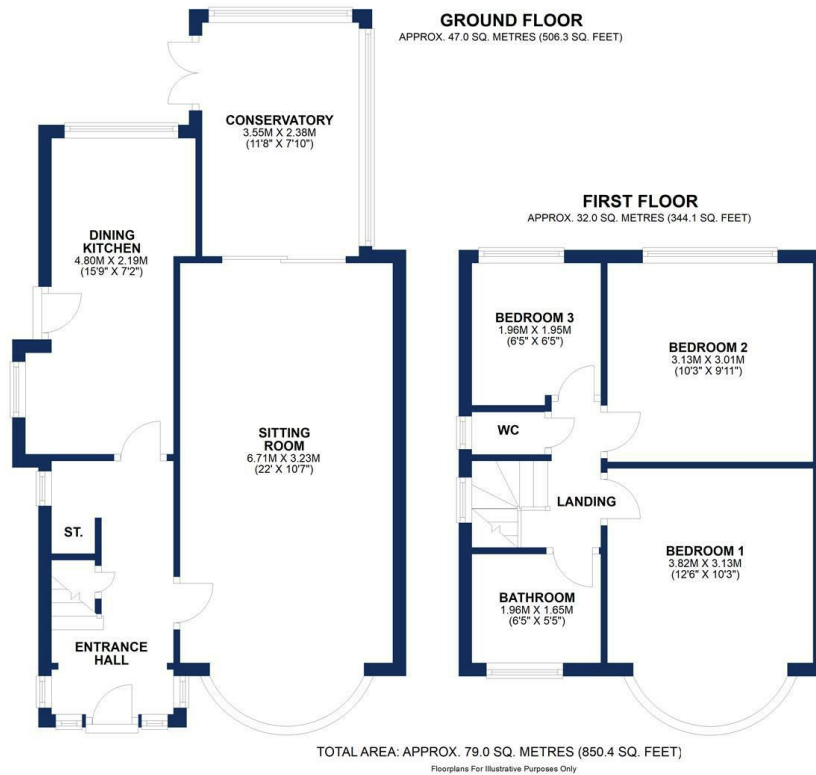 GROUND FLOOR
APPROX. 47.0 SQ. METRES (506.3 SQ. FEET)
CONSERVATORY
3.55M X 2.38M
(11'8" X 7'10")
DINING
KITCHEN
4.80M X 2.19M
(15'9" X 7'2")
SITTING
ROOM
6.71M X 3.23M
(22' X 10'7")
ST.
ENTRANCE
HALL
FIRST FLOOR
APPROX. 32.0 SQ. METRES (344.1 SQ. FEET)
BEDROOM 3
1.96M X 1.95M
(6'5" X 6'5")
BEDROOM 2
3.13M X 3.01M
(10'3" X 9'11")
WC
LANDING
BEDROOM 1
3.82M X 3.13M
(12'6" X 10'3")
BATHROOM
1.96M X 1.65M
(6'5" X 5'5")
TOTAL AREA: APPROX. 79.0 SQ. METRES (850.4 SQ. FEET)
Floorplans For Illustrative Purposes Only